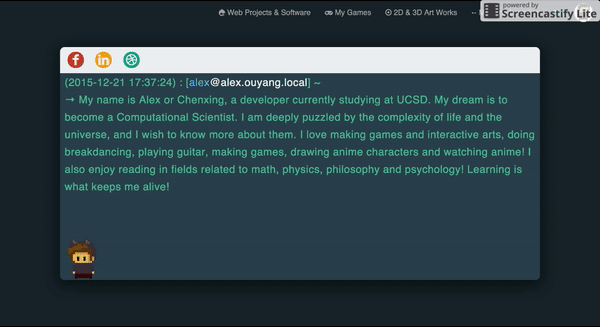 Web Projects & Software My Games 2D & 3D Art Works
powered by
Screencastify Lite
f in
(2015-12-21 17:37:24) : [alex@alex.ouyang.local] ~
→ My name is Alex or Chenxing, a developer currently studying at UCSD. My dream is to
become a Computational Scientist. I am deeply puzzled by the complexity of life and the
universe, and I wish to know more about them. I love making games and interactive arts, doing
breakdancing, playing guitar, making games, drawing anime characters and watching anime! I
also enjoy reading in fields related to math, physics, philosophy and psychology! Learning is
what keeps me alive!